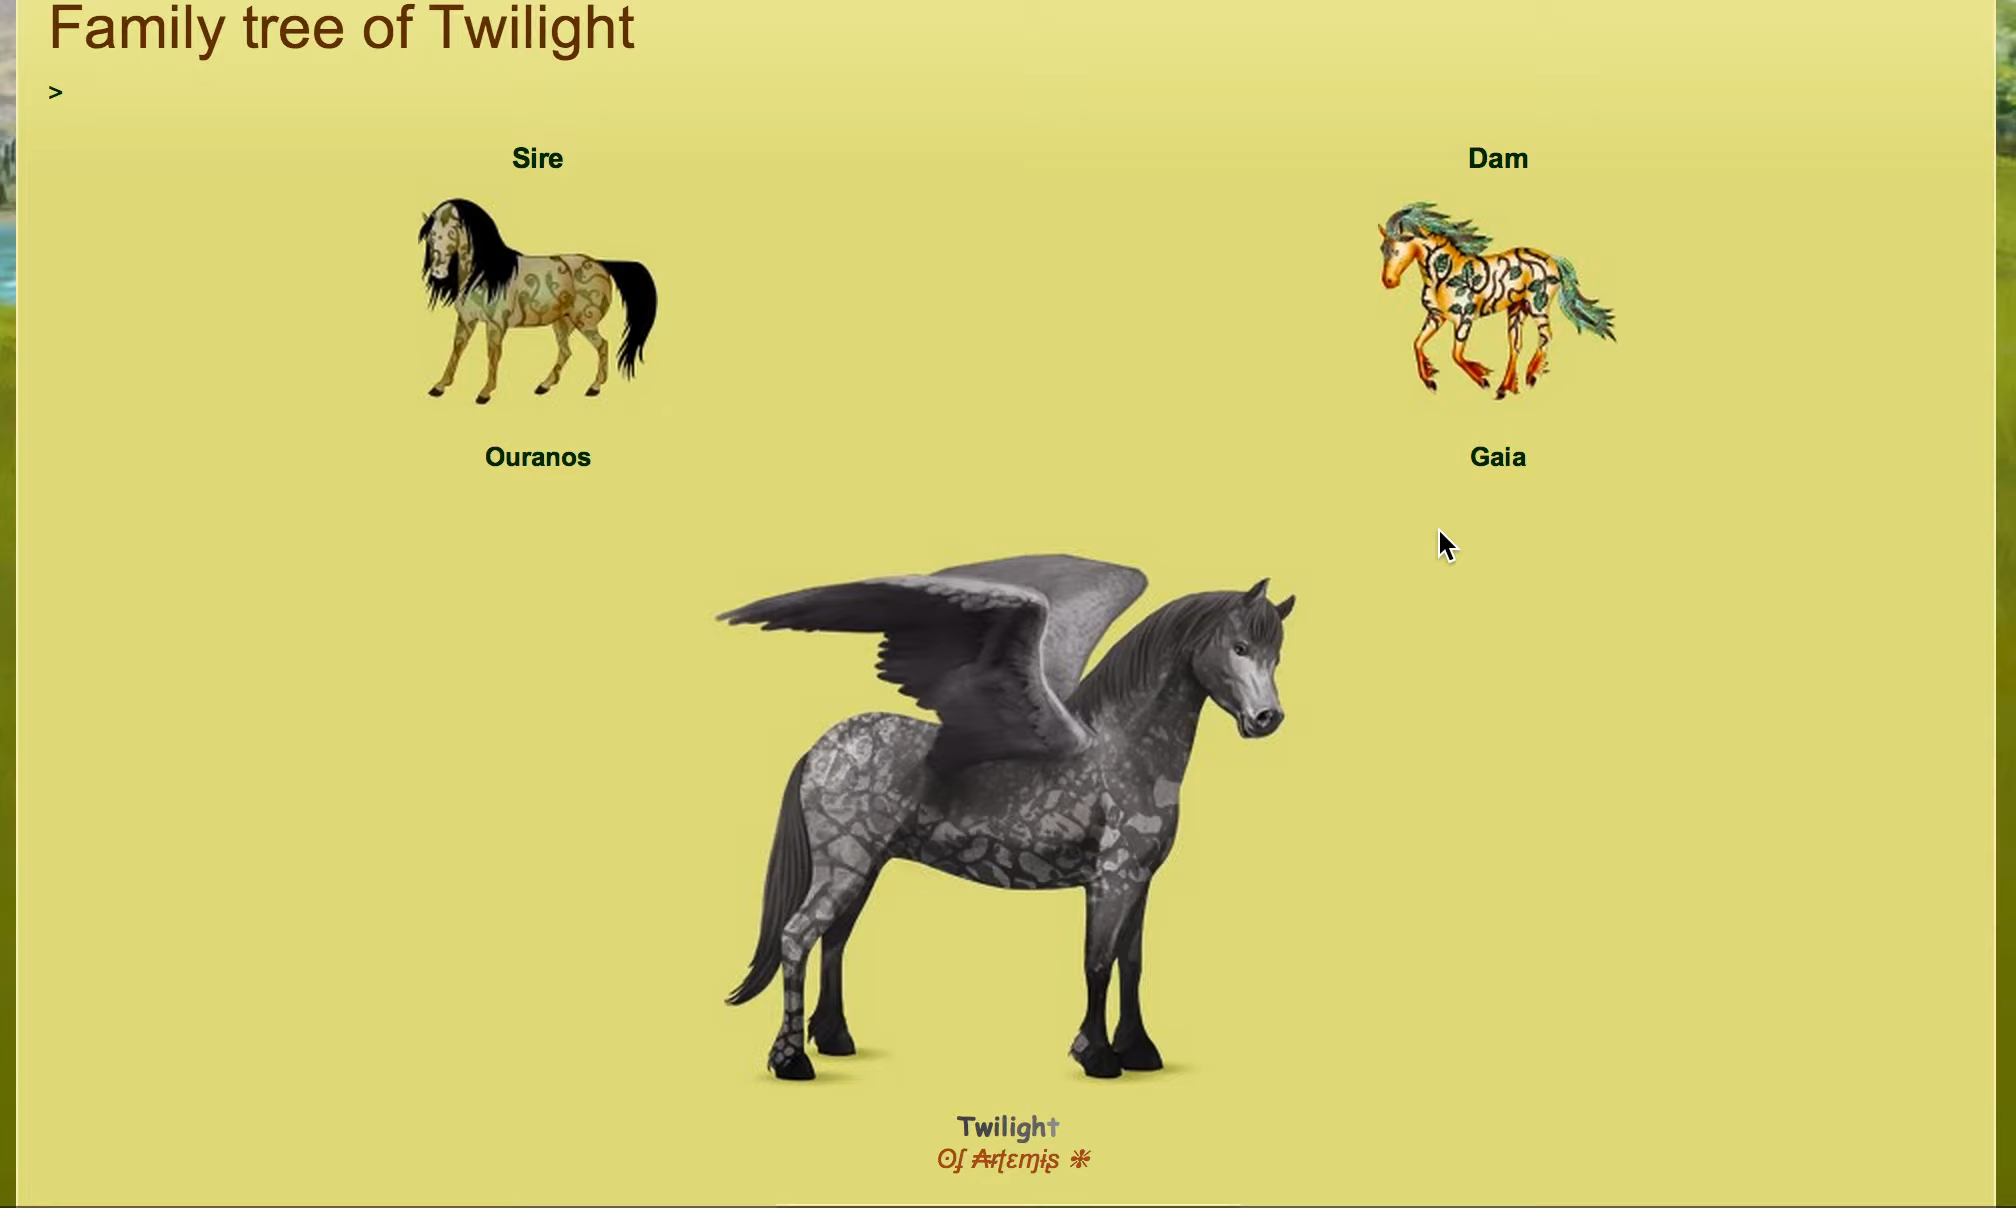 Family tree of Twilight
>
Sire
Dam
Ouranos
Gaia
Twilight
Of Artemis ❉